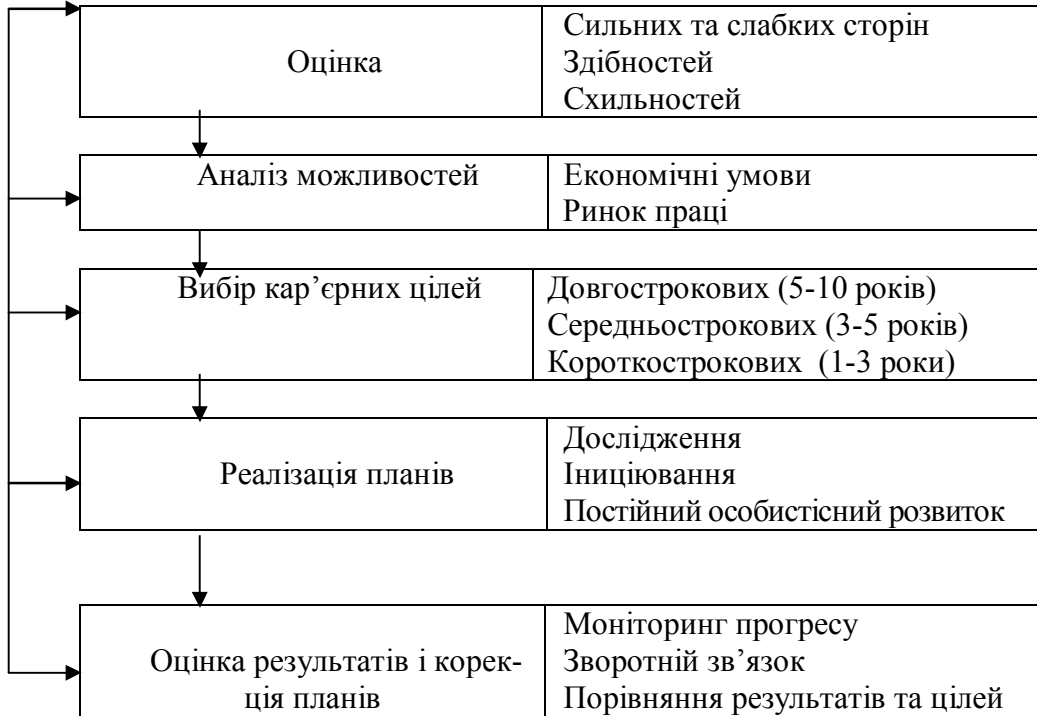 Оцінка
Сильних та слабких сторін
Здібностей
Схильностей
Аналіз можливостей
Економічні умови
Ринок праці
Вибір кар’єрних цілей
Довгострокових (5-10 років)
Середньострокових (3-5 років)
Короткострокових (1-3 роки)
Реалізація планів
Дослідження
Іниціювання
Постійний особистісний розвиток
Оцінка результатів і корек-
ція планів
Моніторинг прогресу
Зворотній зв’язок
Порівняння результатів та цілей